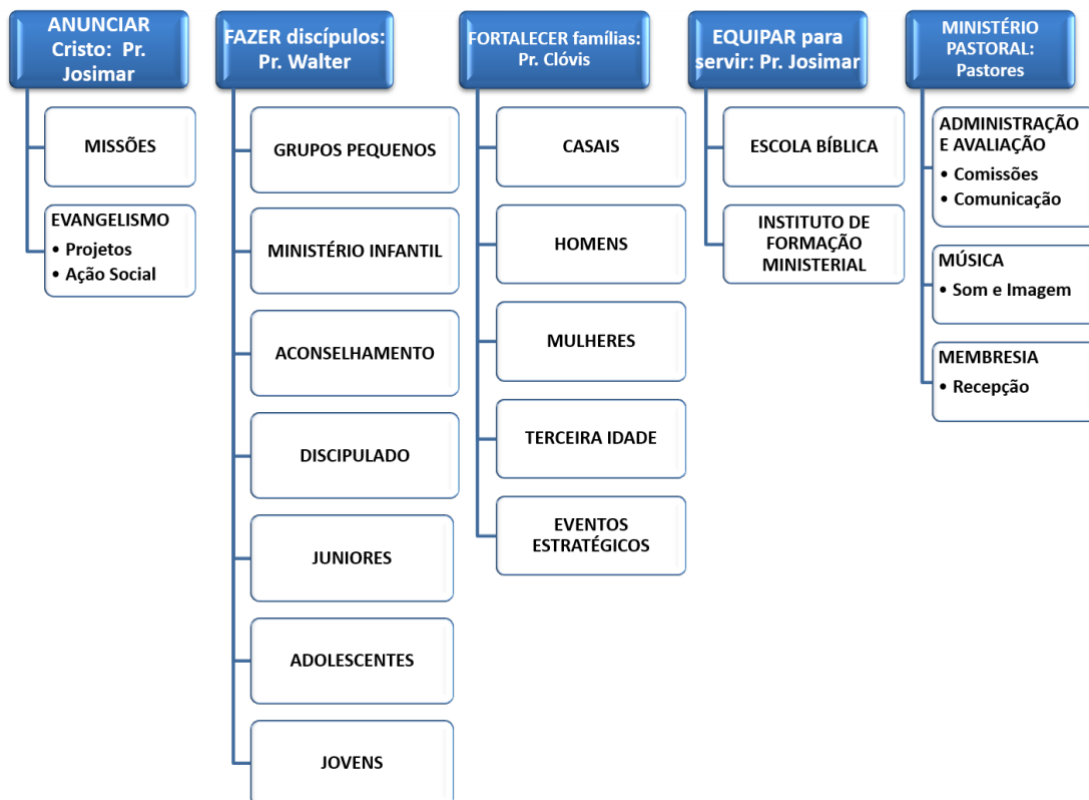 ANUNCIAR
Cristo: Pr.
Josimar
MISSÕES
EVANGELISMO
• Projetos
• Ação Social
FAZER discípulos:
Pr. Walter
GRUPOS PEQUENOS
MINISTÉRIO INFANTIL
ACONSELHAMENTO
DISCIPULADO
JUNIORES
ADOLESCENTES
JOVENS
FORTALECER famílias:
Pr. Clóvis
CASAIS
HOMENS
MULHERES
TERCEIRA IDADE
EVENTOS
ESTRATÉGICOS
EQUIPAR para
servir: Pr. Josimar
ESCOLA BÍBLICA
INSTITUTO DE
FORMAÇÃO
MINISTERIAL
MINISTÉRIO
PASTORAL:
Pastores
ADMINISTRAÇÃO
E AVALIAÇÃO
• Comissões
• Comunicação
MÚSICA
• Som e Imagem
MEMBRESIA
• Recepção